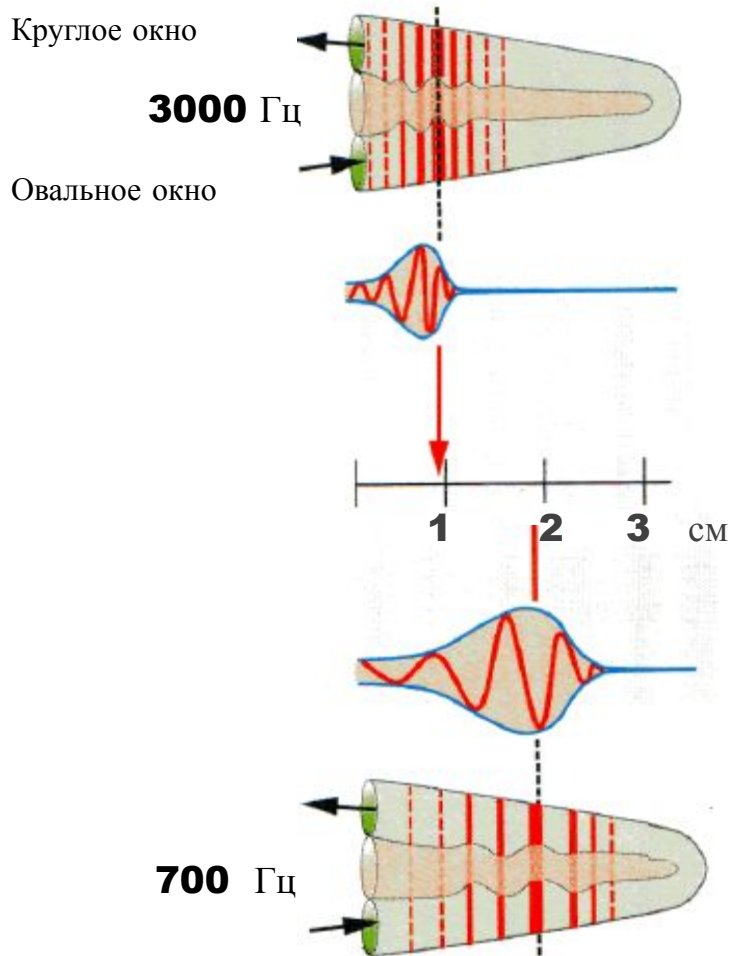 Круглое окно
3000 Гц
Овальное окно
1 2 3 см
700 Гц